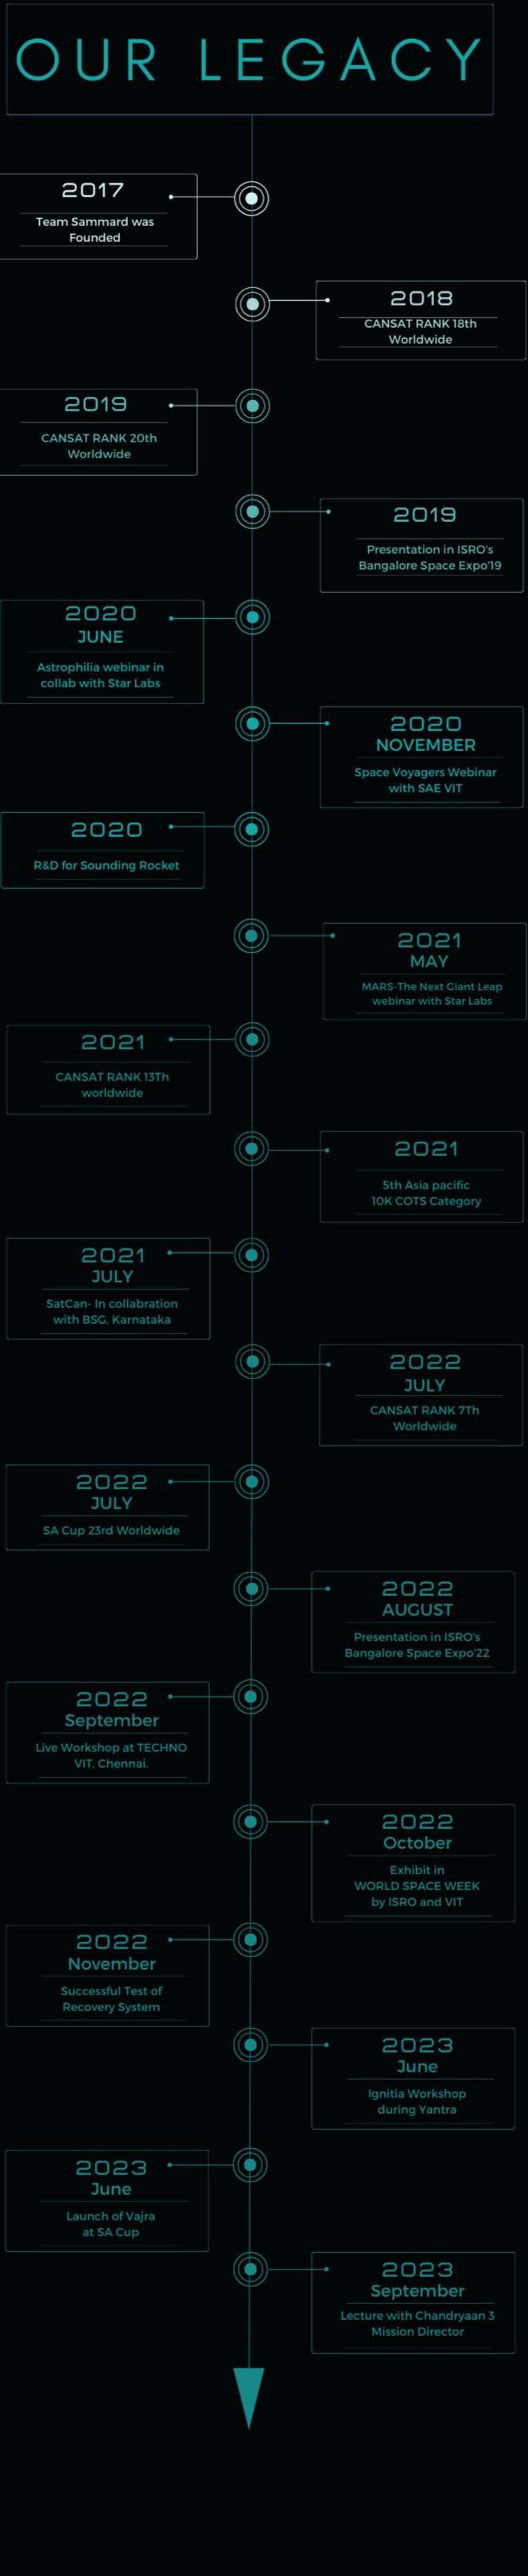 OUR LEGACY
2017
Team Sammard was
Founded
2018
CANSAT RANK 18th
Worldwide
2019
CANSAT RANK 20th
Worldwide
2019
Presentation in ISRO's
Bangalore Space Expo'19
2020
JUNE
Astrophilia webinar in
collab with Star Labs
2020
NOVEMBER
Space Voyagers Webinar
with SAE VIT
2020
R&D for Sounding Rocket
2021
MAY
MARS-The Next Giant Leap
webinar with Star Labs
2021
CANSAT RANK 13Th
worldwide
2021
5th Asia pacific
10K COTS Category
2021
JULY
SatCan- In collabration
with BSG, Karnataka
2022
JULY
CANSAT RANK 7Th
Worldwide
2022
JULY
SA Cup 23rd Worldwide
2022
AUGUST
Presentation in ISRO's
Bangalore Space Expo'22
2022
September
Live Workshop at TECHNO
VIT, Chennai.
2022
October
Exhibit in
WORLD SPACE WEEK
by ISRO and VIT
2022
November
Successful Test of
Recovery System
2023
June
Ignitia Workshop
during Yantra
2023
June
Launch of Vajra
at SA Cup
2023
September
Lecture with Chandryaan 3
Mission Director